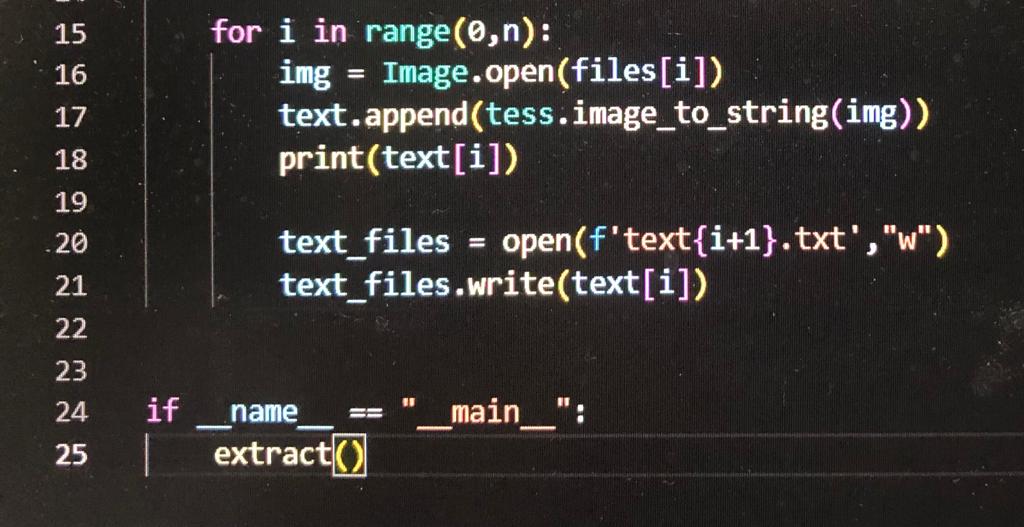 15 for i in range(0,n):
16 img = Image.open(files[i])
17 text.append(tess.image_to_string(img))
18 print(text[i])
19
20 text_files = open(f'text{i+1}.txt',"w")
21 text_files.write(text[i])
22
23
24 if __name__ == "__main__":
25 extract()